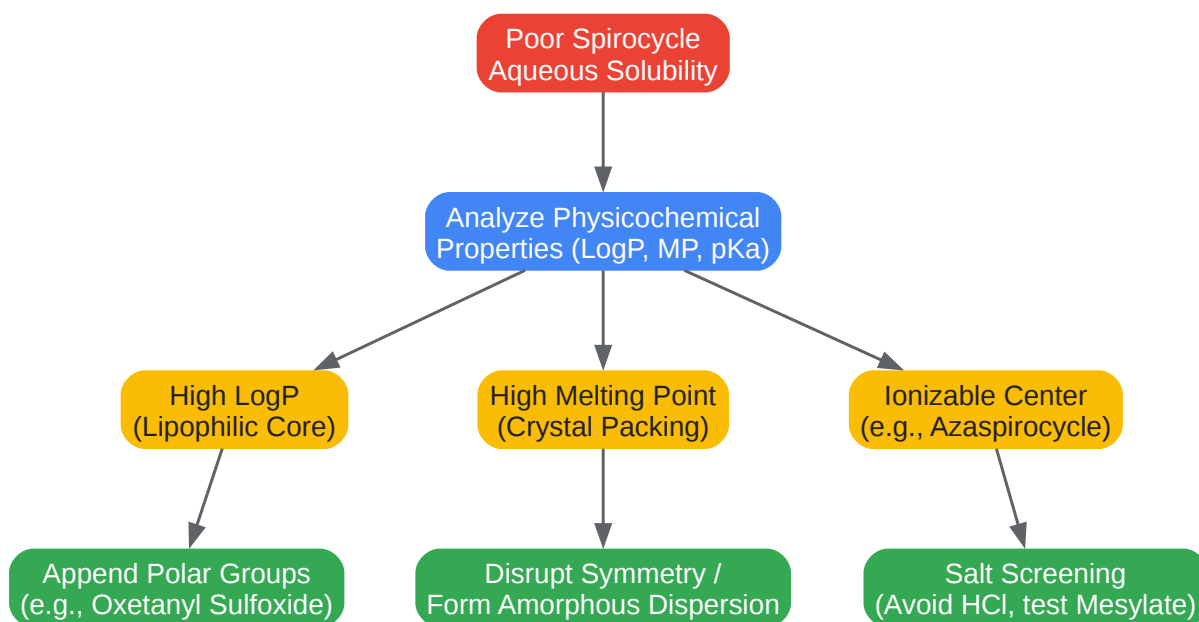 Poor Spirocycle
Aqueous Solubility
Analyze Physicochemical
Properties (LogP, MP, pKa)
High LogP
(Lipophilic Core)
High Melting Point
(Crystal Packing)
Ionizable Center
(e.g., Azaspirocycle)
Append Polar Groups
(e.g., Oxetanyl Sulfoxide)
Disrupt Symmetry /
Form Amorphous Dispersion
Salt Screening
(Avoid HCl, test Mesylate)